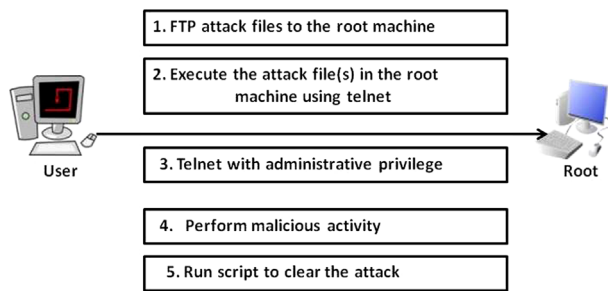 1. FTP attack files to the root machine
2. Execute the attack file(s) in the root
machine using telnet
User
Root
3. Telnet with administrative privilege
4. Perform malicious activity
5. Run script to clear the attack